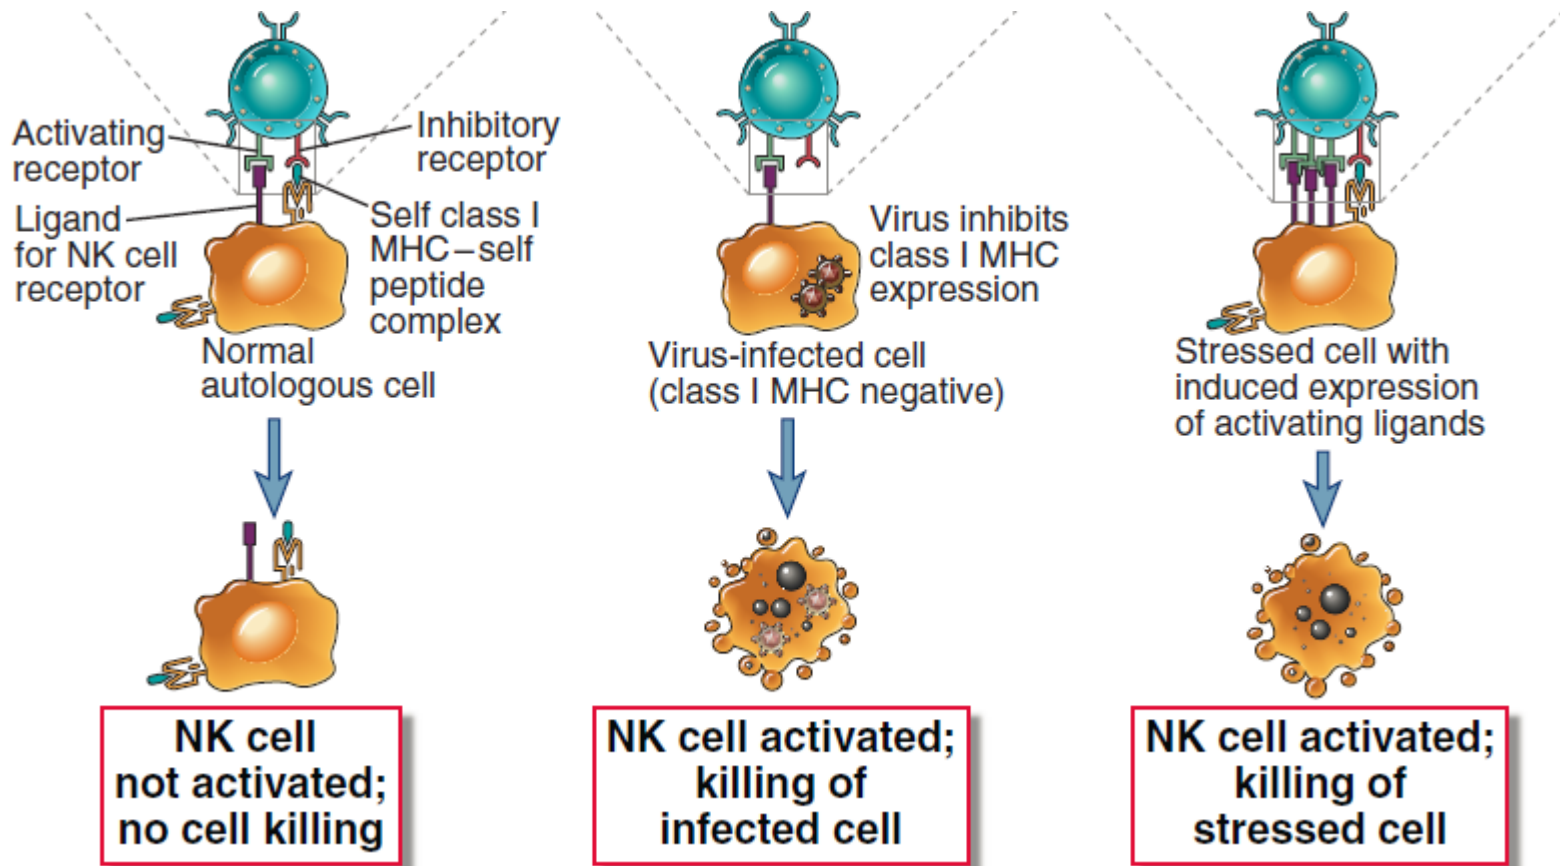 Activating
receptor
Inhibitory
receptor
Ligand
for NK cell
receptor
Self class I
MHC–self
peptide
complex
Normal
autologous cell
NK cell
not activated;
no cell killing
Virus inhibits
class I MHC
expression
Virus-infected cell
(class I MHC negative)
NK cell activated;
killing of
infected cell
Stressed cell with
induced expression
of activating ligands
NK cell activated;
killing of
stressed cell